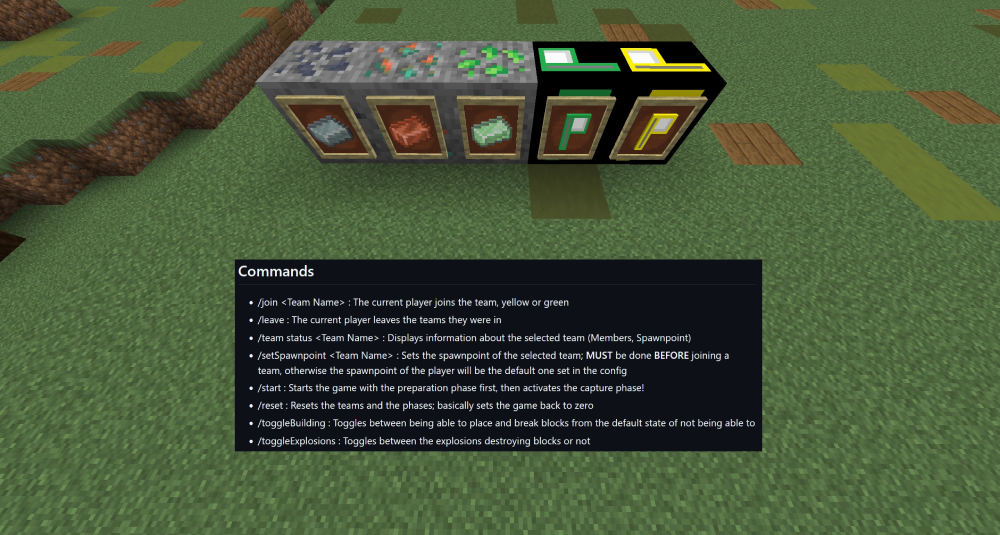 Commands
• /join <Team Name> : The current player joins the team, yellow or green
• /leave : The current player leaves the teams they were in
• /team status <Team Name> : Displays information about the selected team (Members, Spawnpoint)
• /setSpawnpoint <Team Name> : Sets the spawnpoint of the selected team; MUST be done BEFORE joining a
team, otherwise the spawnpoint of the player will be the default one set in the config
• /start : Starts the game with the preparation phase first, then activates the capture phase!
• /reset : Resets the teams and the phases; basically sets the game back to zero
• /toggleBuilding : Toggles between being able to place and break blocks from the default state of not being able to
• /toggleExplosions : Toggles between the explosions destroying blocks or not